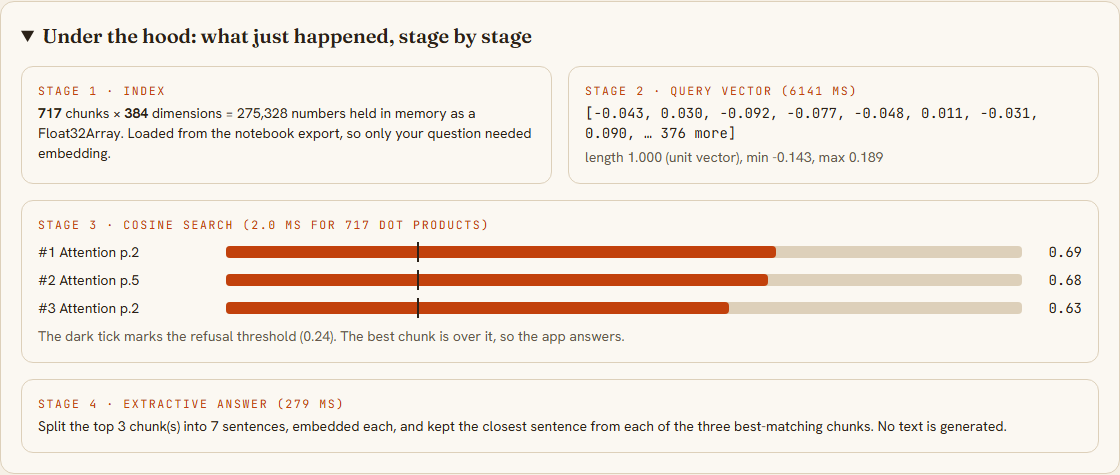 ▼ Under the hood: what just happened, stage by stage
STAGE 1 · INDEX
717 chunks × 384 dimensions = 275,328 numbers held in memory as a
Float32Array. Loaded from the notebook export, so only your question needed
embedding.
STAGE 2 · QUERY VECTOR (6141 MS)
[-0.043, 0.030, -0.092, -0.077, -0.048, 0.011, -0.031,
0.090, … 376 more]
length 1.000 (unit vector), min -0.143, max 0.189
STAGE 3 · COSINE SEARCH (2.0 MS FOR 717 DOT PRODUCTS)
#1 Attention p.2 0.69
#2 Attention p.5 0.68
#3 Attention p.2 0.63
The dark tick marks the refusal threshold (0.24). The best chunk is over it, so the app answers.
STAGE 4 · EXTRACTIVE ANSWER (279 MS)
Split the top 3 chunk(s) into 7 sentences, embedded each, and kept the closest sentence from each of the three best-matching chunks. No text is generated.